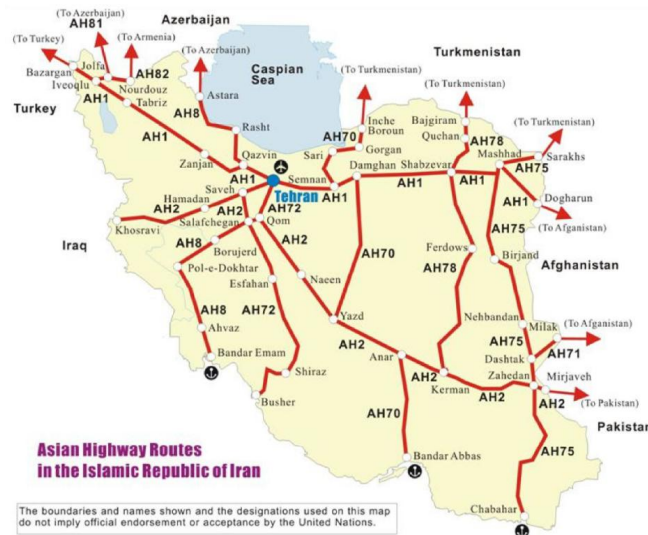 (To Azerbaijan)
AH81
Azerbaijan
(To Turkey)
(To Armenia)
(To Azerbaijan)
Jolfa
AH82
Bazargan
Nourdouz
Iveoqlu
Tabriz
AH1
Turkey
AH1
Astara
AH8
Rasht
Caspian
Sea
(To Turkmenistan)
Turkmenistan
(To Turkmenistan)
Inche
Boroun
AH70
Gorgan
Sari
Bajgiram
Quchan
AH78
(To Turkmenistan)
Mashhad
Sarakhs
AH75
Zanjan
Qazvin
AH1
Semnan
Damghan
Shabzevar
AH1
AH1
AH1
AH1
Dogharun
(To Afganistan)
Tehran
Saveh
Hamadan
AH2
AH2
AH72
Qom
Salafchegan
Khosravi
Iraq
AH8
AH2
Borujerd
Pol-e-Dokhtar
Esfahan
Naeen
AH70
Ferdows
AH78
AH75
Birjand
Afghanistan
AH8
AH72
Ahvaz
Yazd
Nehbandan
Milak
(To Afganistan)
Bandar Emam
AH2
Anar
AH75
AH71
Dashtak
Shiraz
Busher
AH2
Kerman
Zahedan
Mirjaveh
AH2
AH2
(To Pakistan)
AH70
Pakistan
AH75
Bandar Abbas
Chabahar
Asian Highway Routes
in the Islamic Republic of Iran
The boundaries and names shown and the designations used on this map
do not imply official endorsement or acceptance by the United Nations.